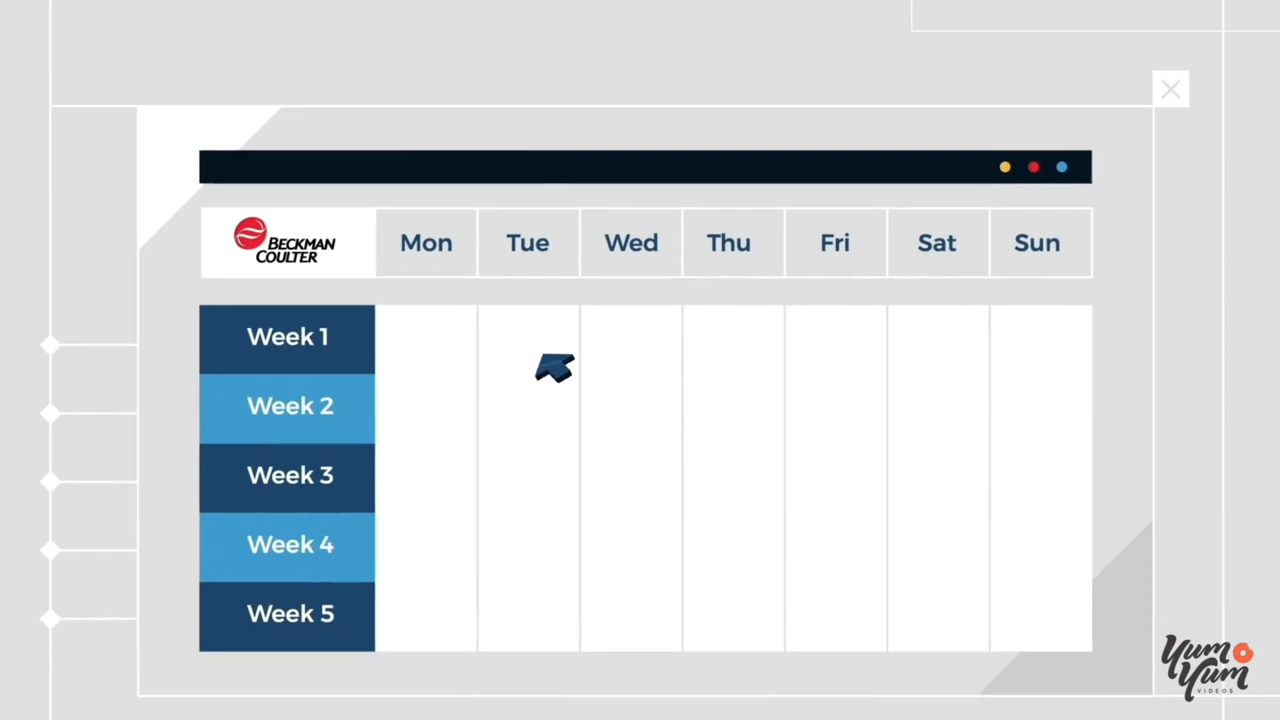 BECKMAN
COULTER
Mon Tue Wed Thu Fri Sat Sun
Week 1
Week 2
Week 3
Week 4
Week 5
Yum
Yum
VIDEOS